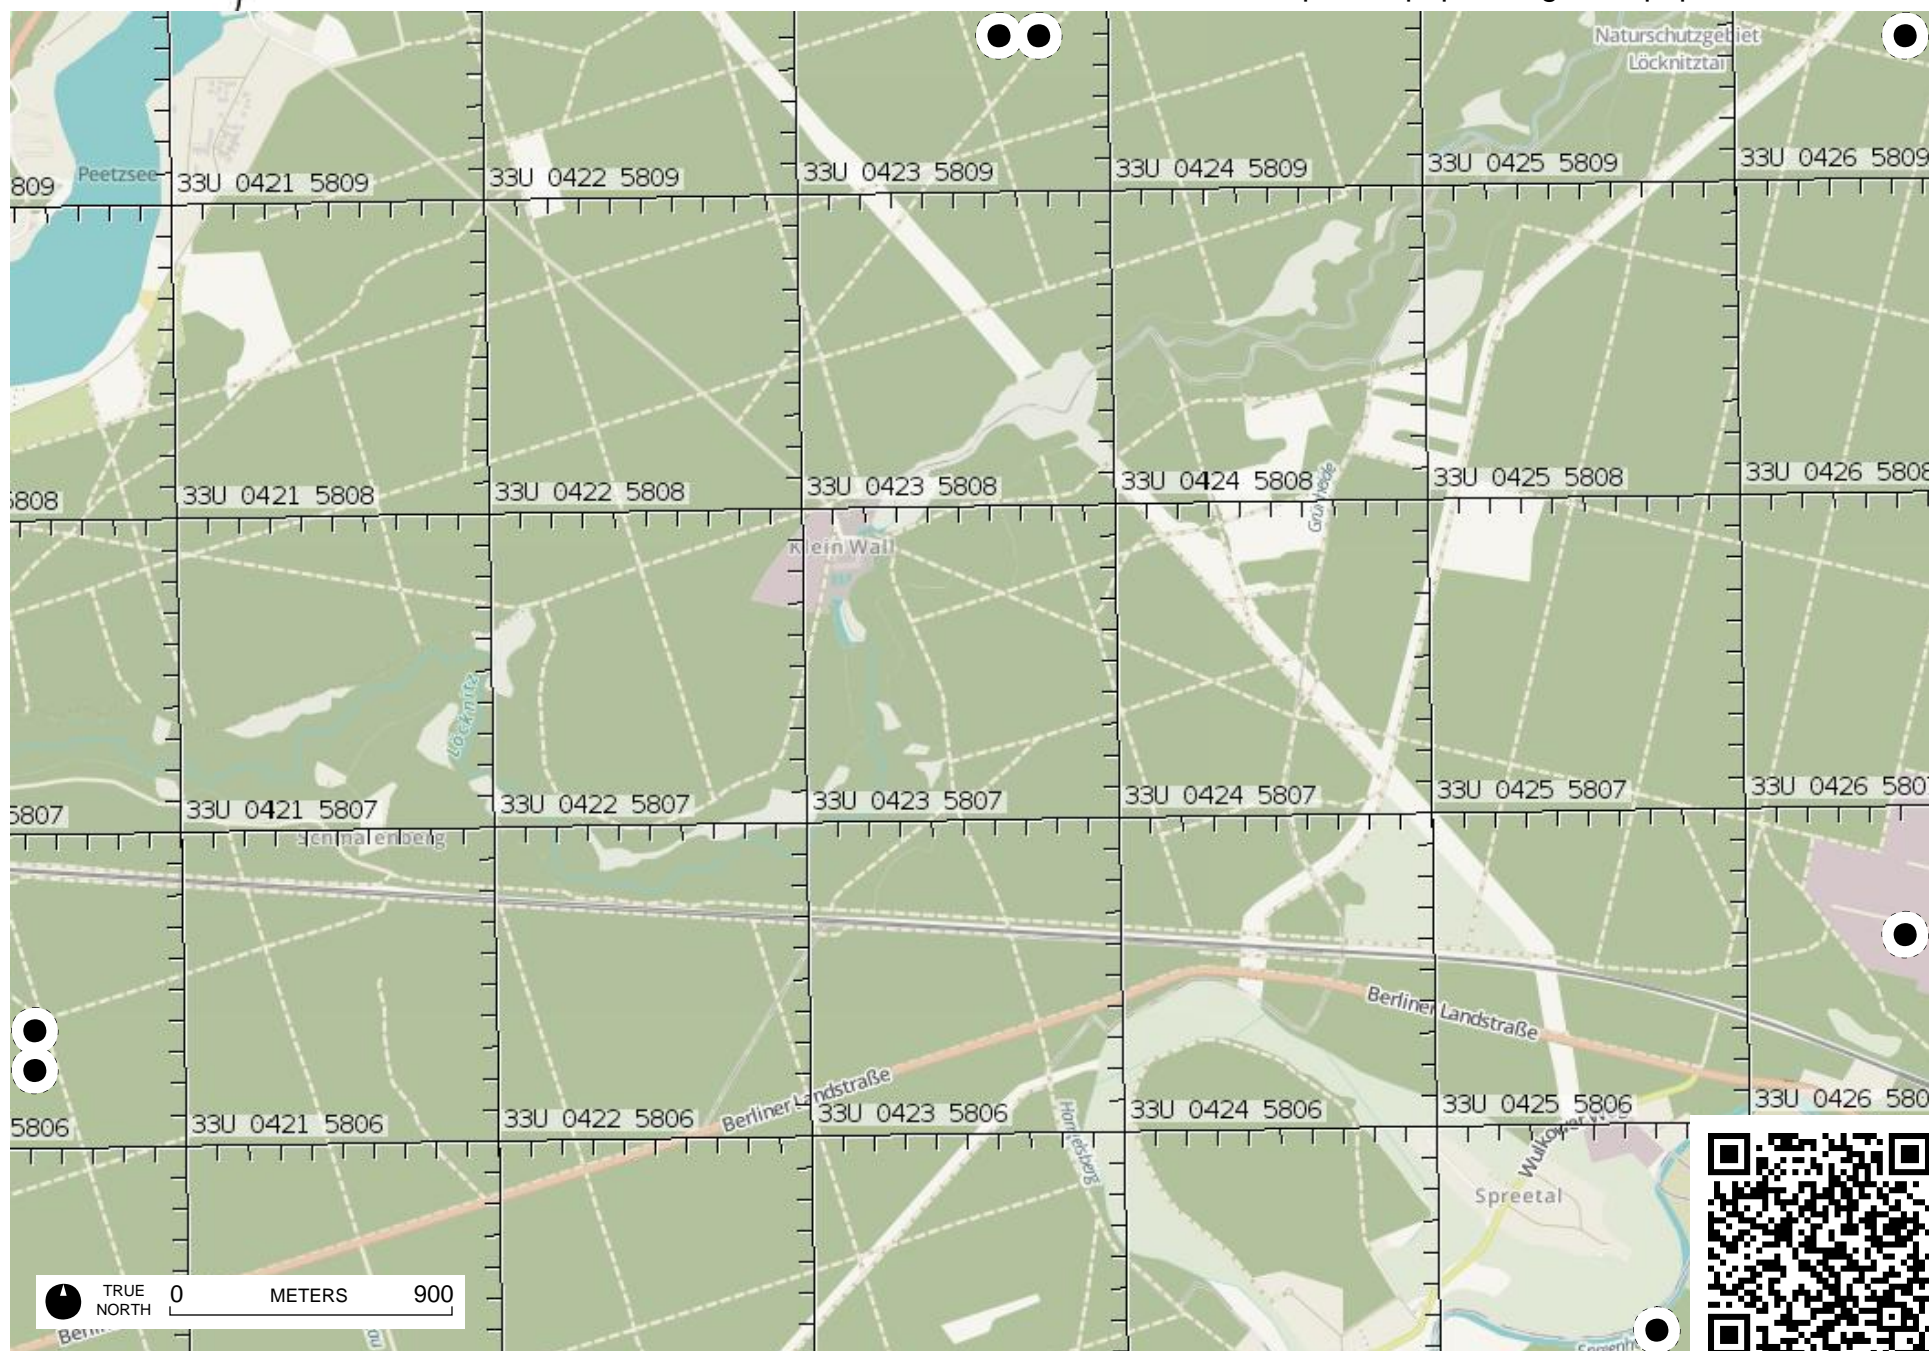 Naturschutzgebiet
Löcknitztal
Peetzsee
809
33U 0421 5809
33U 0422 5809
33U 0423 5809
33U 0424 5809
33U 0425 5809
33U 0426 5809
5808
33U 0421 5808
33U 0422 5808
33U 0423 5808
33U 0424 5808
33U 0425 5808
33U 0426 5808
Grünheide
Klein Wall
Löcknitz
5807
33U 0421 5807
33U 0422 5807
33U 0423 5807
33U 0424 5807
33U 0425 5807
33U 0426 5807
Schmalenberg
Berliner Landstraße
Berliner Landstraße
5806
33U 0421 5806
33U 0422 5806
33U 0423 5806
33U 0424 5806
33U 0425 5806
33U 0426 580
Hangelsberg
Spreetal
TRUE NORTH
0 METERS 900